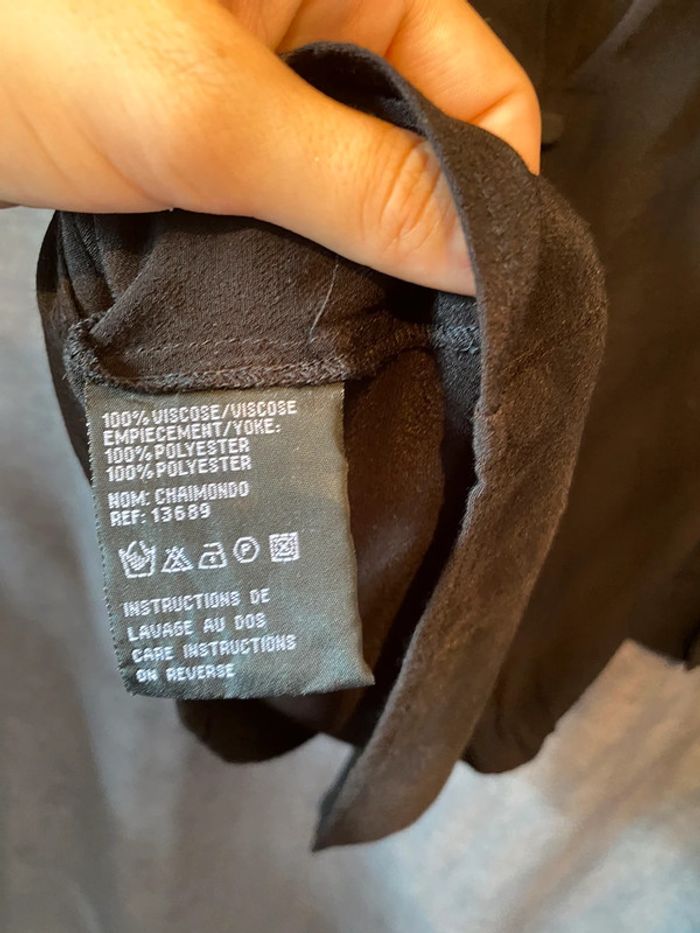 100% VISCOSE/VISCOSE
EMPIECEMENT/YOKE:
100% POLYESTER
100% POLYESTER
NOM: CHAIMONDO
REF: 13689
P
INSTRUCTIONS DE
LAVAGE AU DOS
CARE INSTRUCTIONS
ON REVERSE